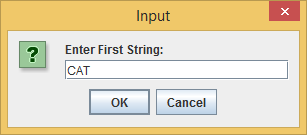 Input
Enter First String:
CAT
OK Cancel